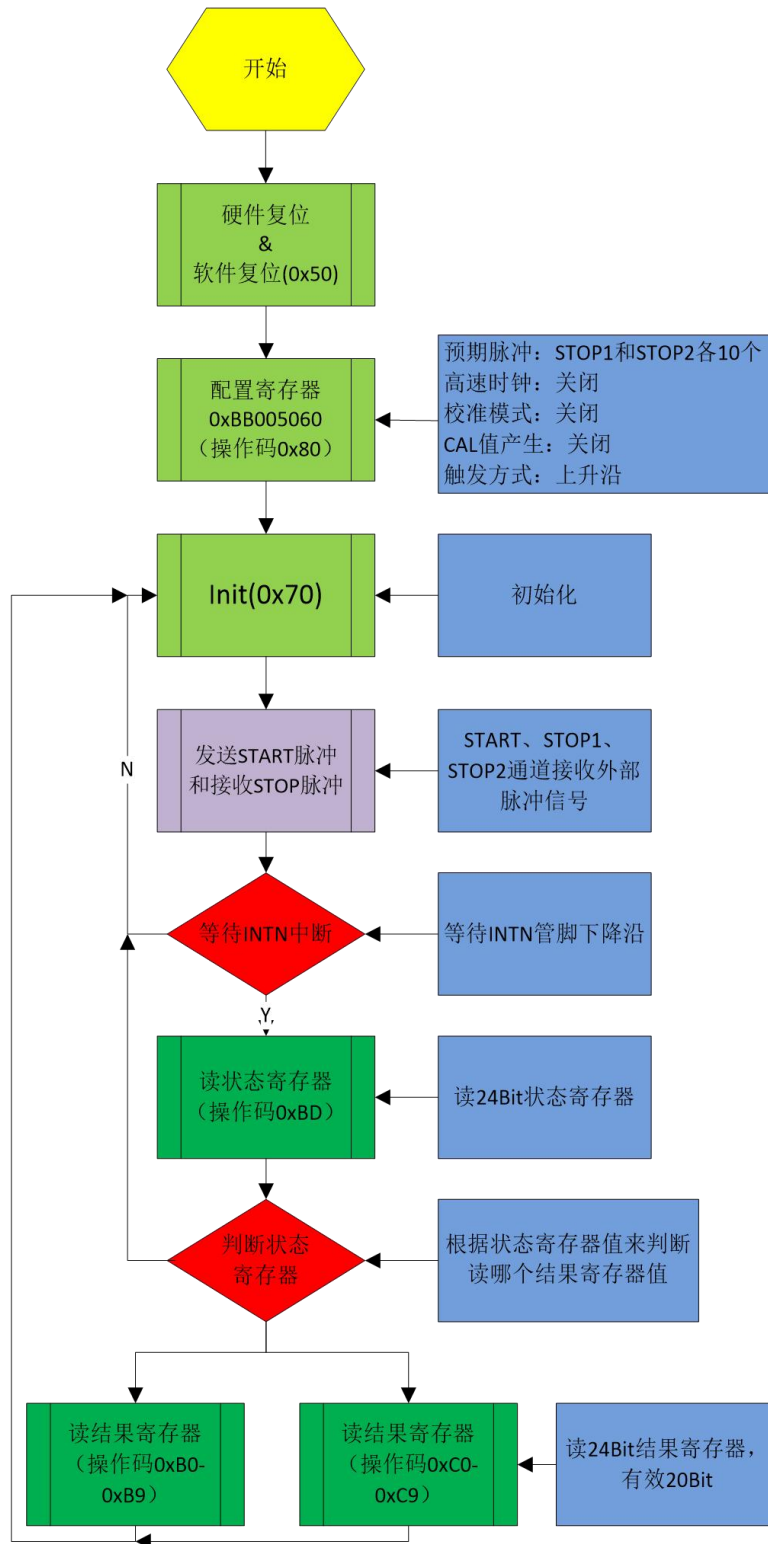 开始
硬件复位
&
软件复位(0x50)
配置寄存器
0xBB005060
（操作码0x80）
预期脉冲：STOP1和STOP2各10个
高速时钟：关闭
校准模式：关闭
CAL值产生：关闭
触发方式：上升沿
Init(0x70)
初始化
发送START脉冲
和接收STOP脉冲
START、STOP1、
STOP2通道接收外部
脉冲信号
N
等待INTN中断
等待INTN管脚下降沿
Y
读状态寄存器
（操作码0xBD）
读24Bit状态寄存器
判断状态
寄存器
根据状态寄存器值来判断
读哪个结果寄存器值
读结果寄存器
（操作码0xB0-
0xB9）
读结果寄存器
（操作码0xC0-
0xC9）
读24Bit结果寄存器，
有效20Bit